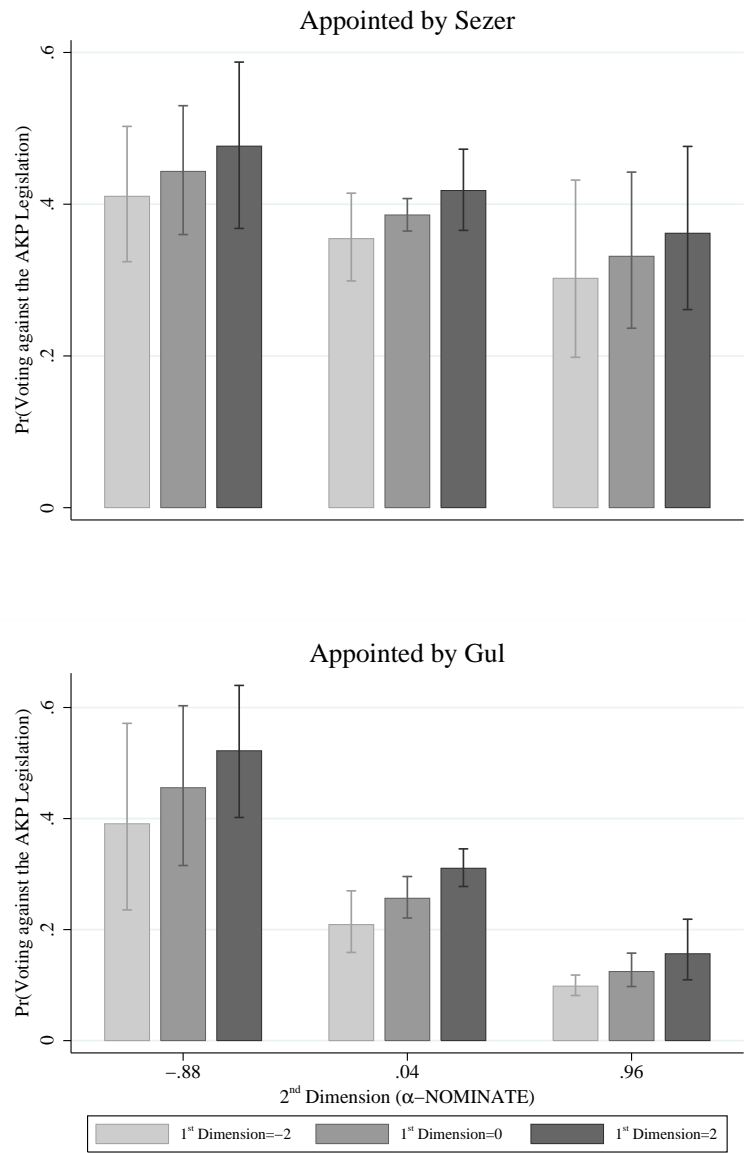 Appointed by Sezer
Pr(Voting against the AKP Legislation)
.6
.4
.2
0
Appointed by Gul
Pr(Voting against the AKP Legislation)
.6
.4
.2
0
−.88 .04 .96
2nd Dimension (α−NOMINATE)
1st Dimension=−2 1st Dimension=0 1st Dimension=2